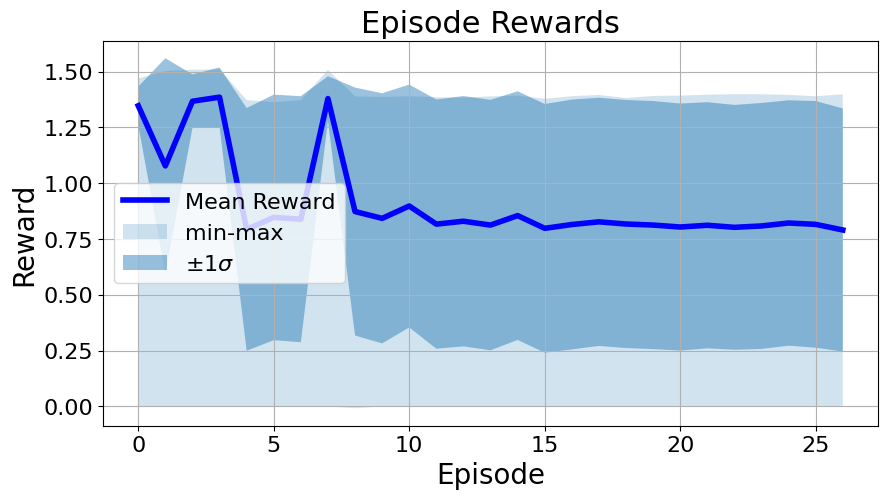 Episode Rewards
Reward
1.50
1.25
1.00
0.75
0.50
0.25
0.00
Mean Reward
min-max
±1σ
0 5 10 15 20 25
Episode